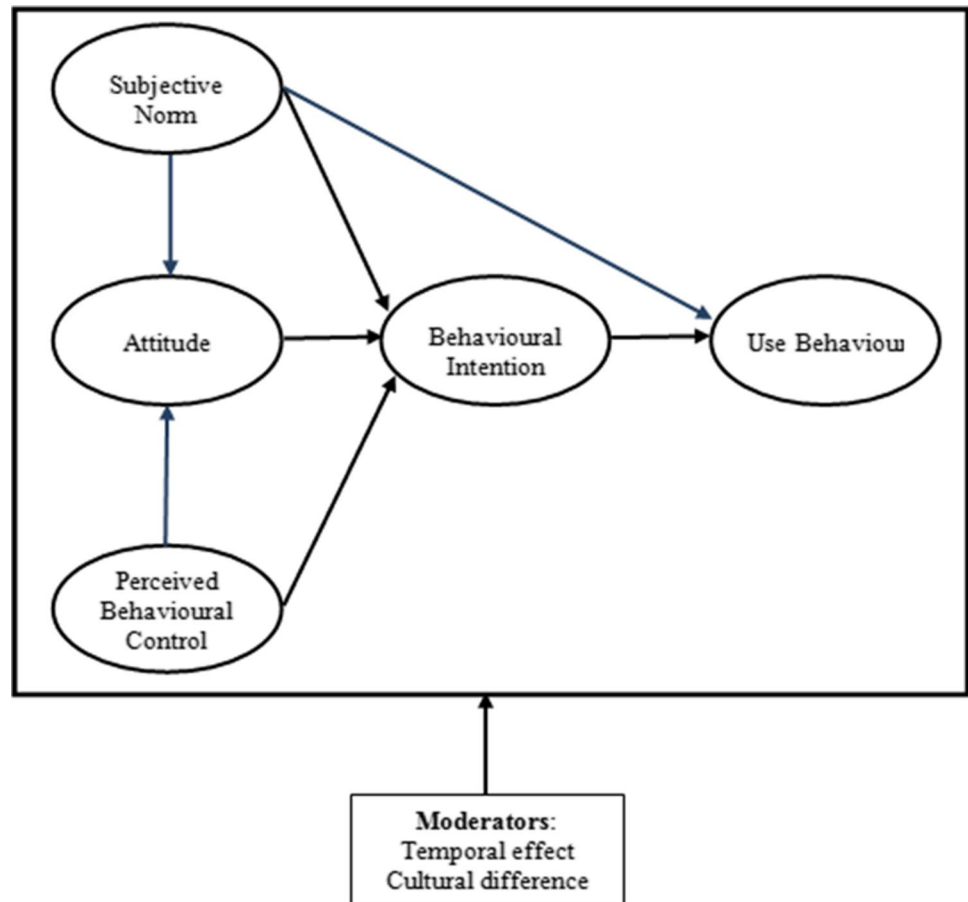 Subjective
Norm
Attitude
Behavioural
Intention
Use Behaviour
Perceived
Behavioural
Control
Moderators:
Temporal effect
Cultural difference